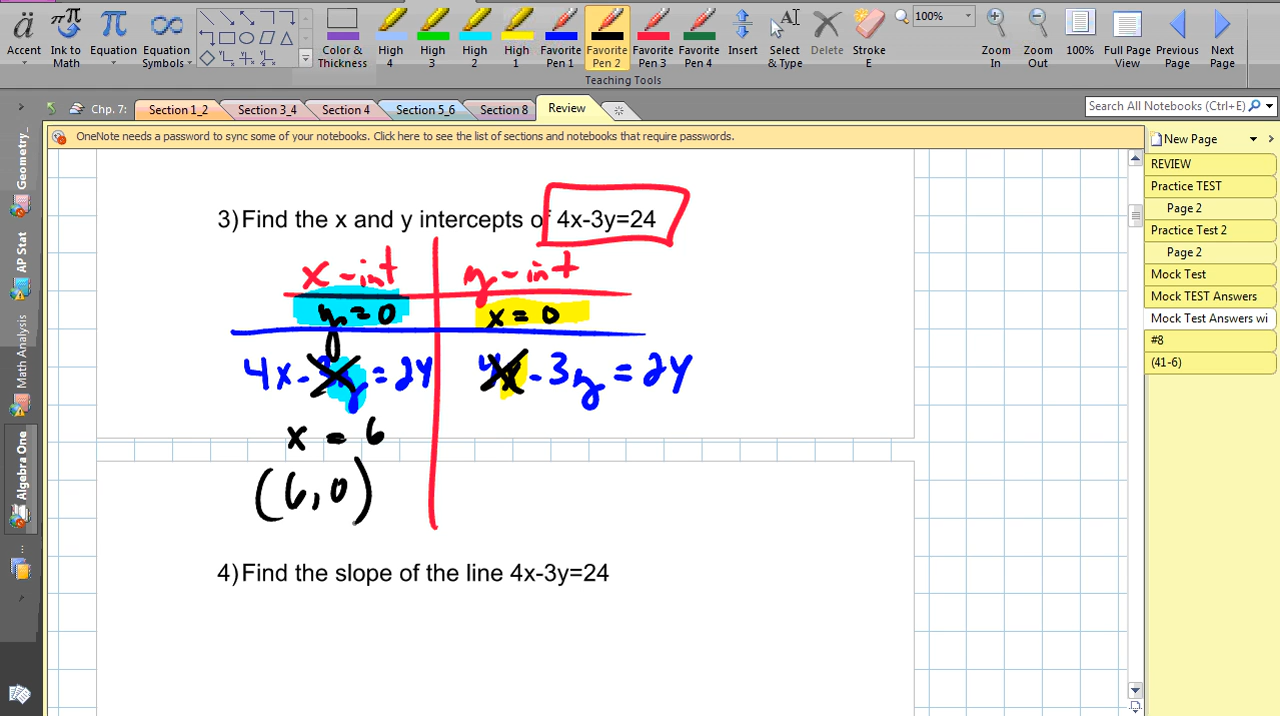 Accent
Ink to Math
Equation
Equation Symbols
Color & Thickness
High 4
High 3
High 2
High 1
Favorite Pen 1
Favorite Pen 2
Favorite Pen 3
Favorite Pen 4
Insert
Select & Type
Delete
Stroke E
100%
Zoom In
Zoom Out
100%
Full Page View
Previous Page
Next Page
Teaching Tools
Chp. 7:
Section 1_2
Section 3_4
Section 4
Section 5_6
Section 8
Review
Search All Notebooks (Ctrl+E)
OneNote needs a password to sync some of your notebooks. Click here to see the list of sections and notebooks that require passwords.
New Page
REVIEW
Practice TEST
Page 2
Practice Test 2
Page 2
Mock Test
Mock TEST Answers
Mock Test Answers wi
#8
(41-6)
Geometry
AP Stat
Math Analysis
Algebra One
3) Find the x and y intercepts of 4x-3y=24
x-int y-int
y=0 x=0
4x-3y=24 4x-3y=24
x = 6
(6,0)
4) Find the slope of the line 4x-3y=24